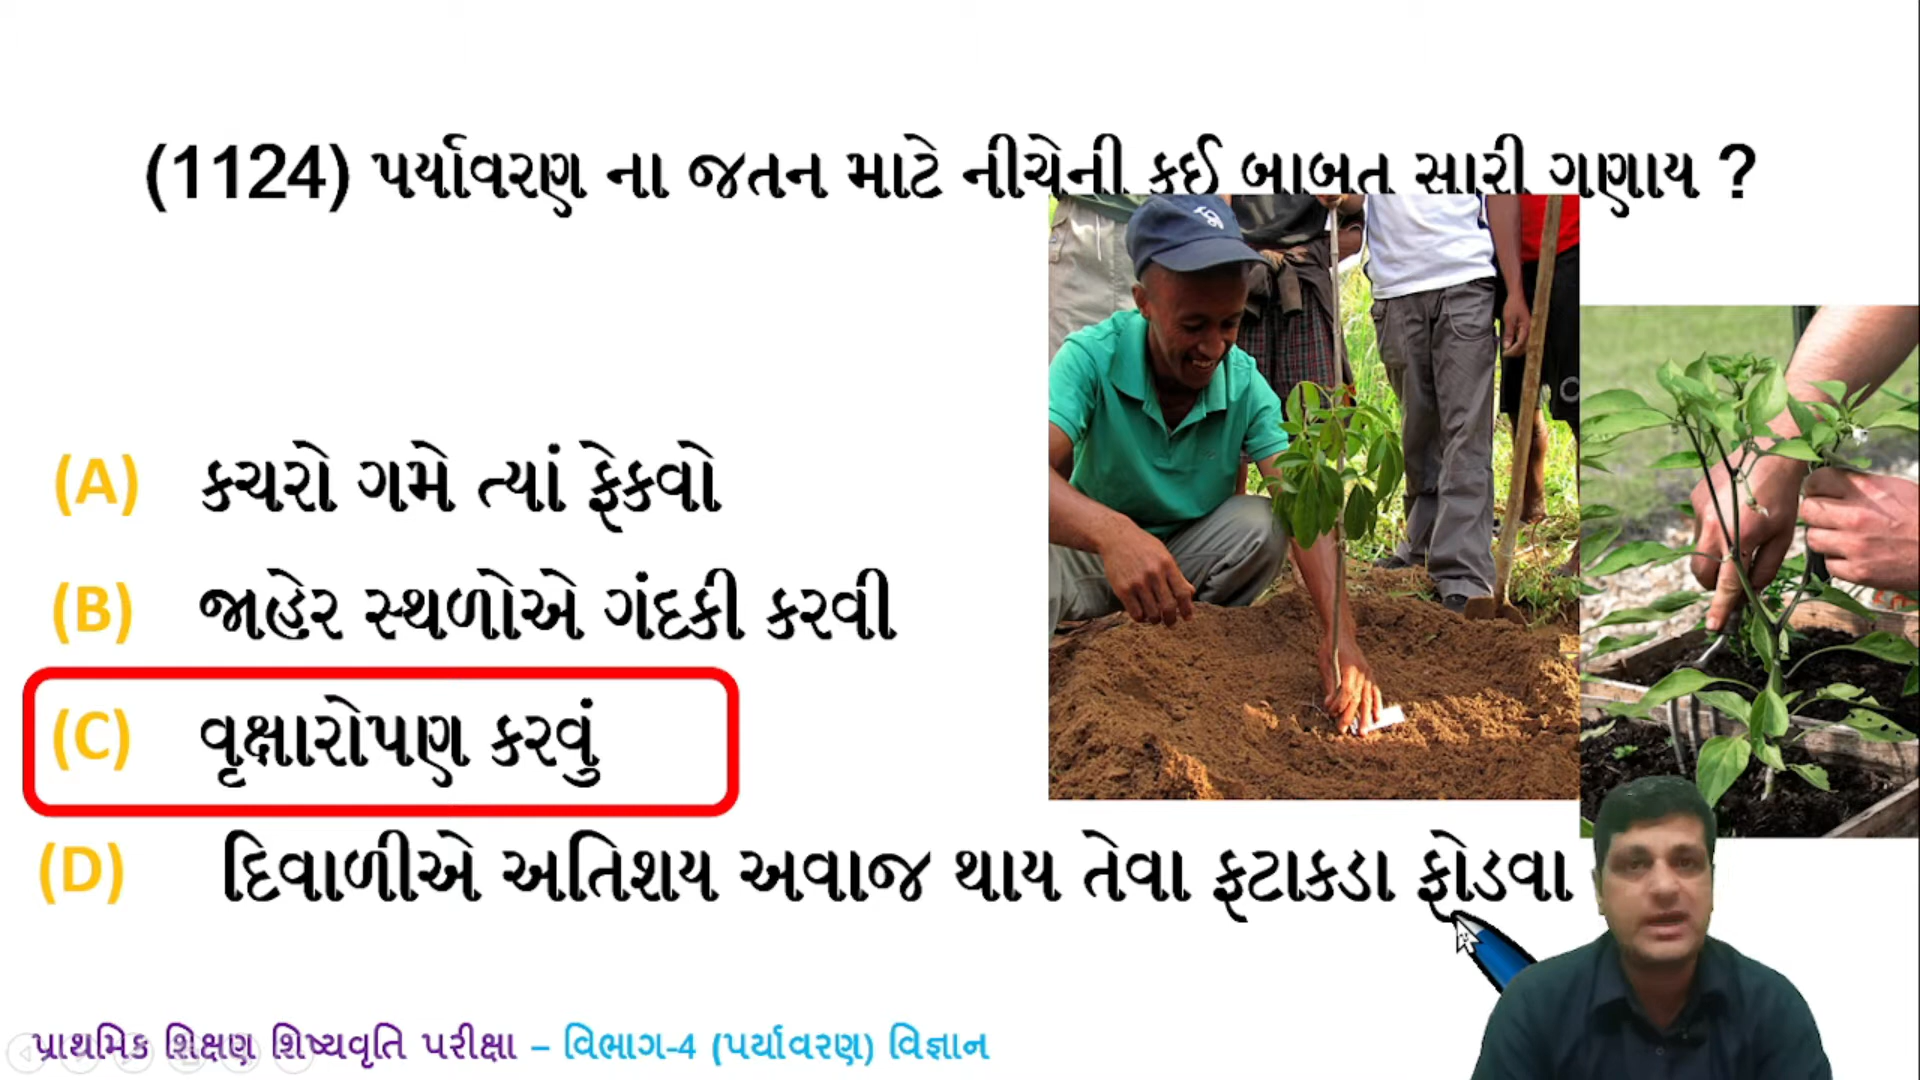 (1124) પર્યાવરણ ના જતન માટે નીચેની કઈ બાબત સારી ગણાય ?
(A) કચરો ગમે ત્યાં ફેકવો
(B) જાહેર સ્થળોએ ગંદકી કરવી
(C) વૃક્ષારોપણ કરવું
(D) દિવાળીએ અતિશય અવાજ થાય તેવા ફટાકડા ફોડવા
પ્રાથમિક શિક્ષણ શિષ્યવૃતિ પરીક્ષા – વિભાગ-4 (પર્યાવરણ) વિજ્ઞાન